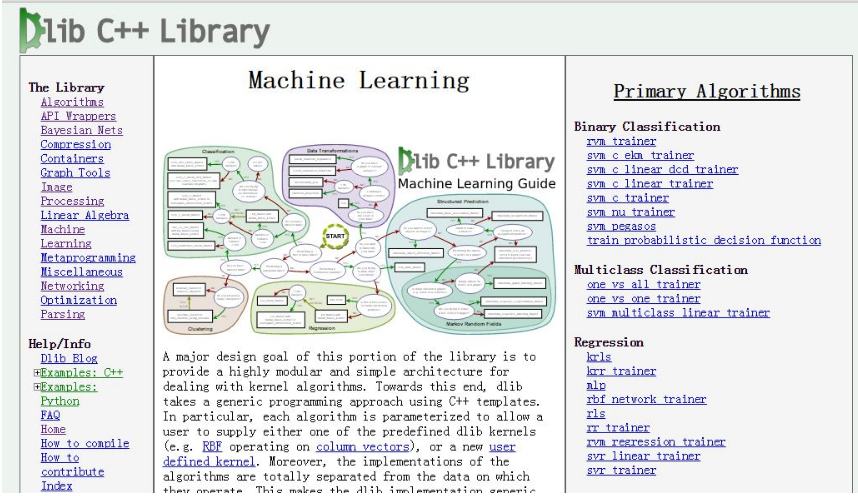 Dlib C++ Library
The Library
Algorithms
API Wrappers
Bayesian Nets
Compression
Containers
Graph Tools
Image
Processing
Linear Algebra
Machine
Learning
Metaprogramming
Miscellaneous
Networking
Optimization
Parsing
Help/Info
Dlib Blog
Examples: C++
Examples:
Python
FAQ
Home
How to compile
How to
contribute
Index
Machine Learning
Classification
Data Transformations
Dlib C++ Library
Machine Learning Guide
Structured Prediction
START
Clustering
Regression
Markov Random Fields
A major design goal of this portion of the library is to
provide a highly modular and simple architecture for
dealing with kernel algorithms. Towards this end, dlib
takes a generic programming approach using C++ templates.
In particular, each algorithm is parameterized to allow a
user to supply either one of the predefined dlib kernels
(e.g. RBF operating on column vectors), or a new user
defined kernel. Moreover, the implementations of the
algorithms are totally separated from the data on which
they operate. This makes the dlib implementation generic
Primary Algorithms
Binary Classification
rvm trainer
svm c ekm trainer
svm c linear dcd trainer
svm c linear trainer
svm c trainer
svm nu trainer
svm pegasos
train probabilistic decision function
Multiclass Classification
one vs all trainer
one vs one trainer
svm multiclass linear trainer
Regression
krls
krr trainer
mlp
rbf network trainer
rls
rr trainer
rvm regression trainer
svr linear trainer
svr trainer